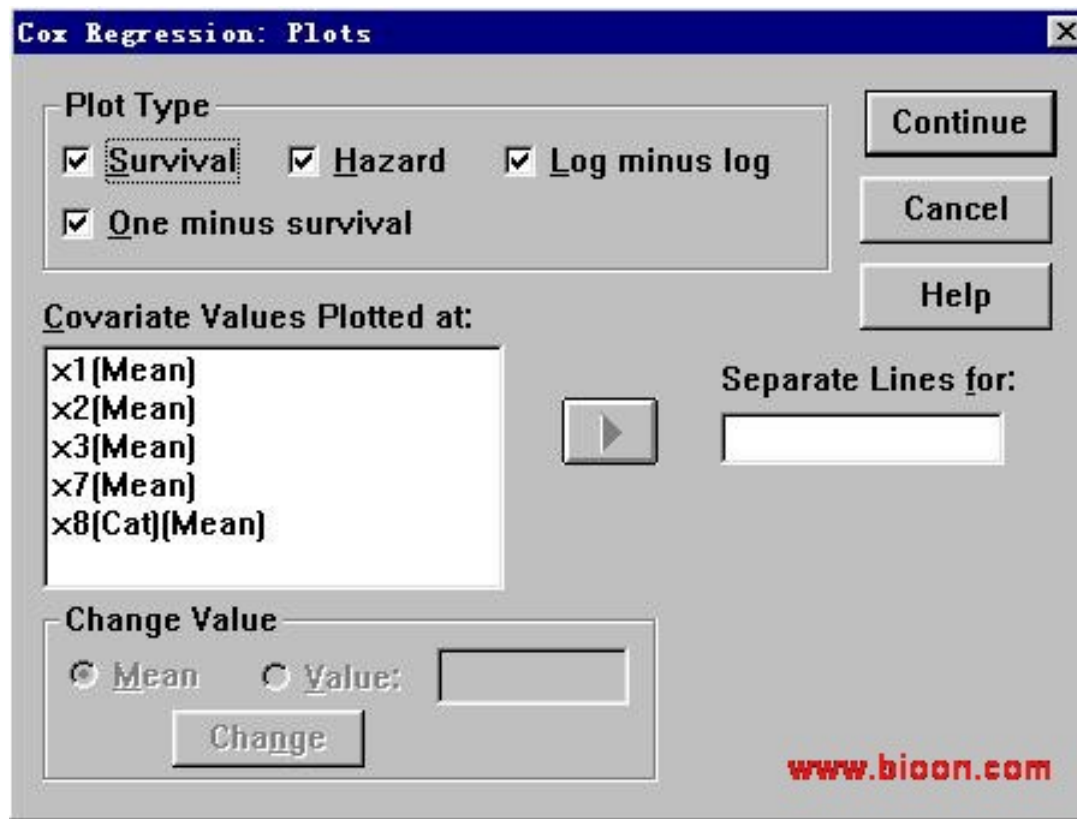 Cox Regression: Plots
Plot Type
Survival
Hazard
Log minus log
One minus survival
Continue
Cancel
Help
Covariate Values Plotted at:
x1(Mean)
x2(Mean)
x3(Mean)
x7(Mean)
x8(Cat)(Mean)
Separate Lines for:
Change Value
Mean
Value:
Change
www.bioon.com